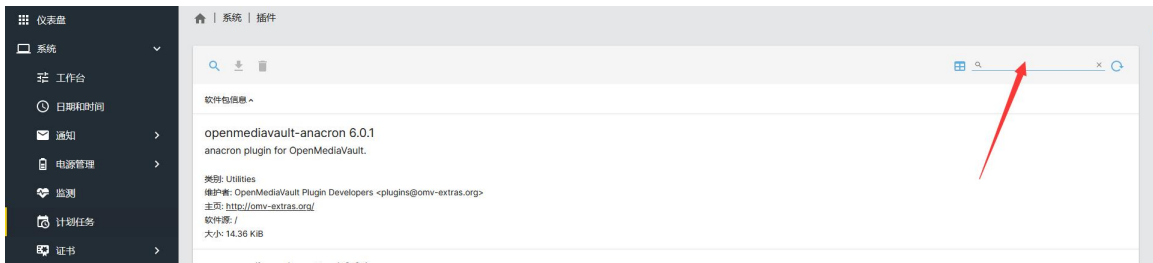 仪表盘
系统
工作台
日期和时间
通知
电源管理
监测
计划任务
证书
| 系统 | 插件
软件包信息
openmediavault-anacron 6.0.1
anacron plugin for OpenMediaVault.
类别: Utilities
维护者: OpenMediaVault Plugin Developers <plugins@omv-extras.org>
主页: http://omv-extras.org/
软件源: /
大小: 14.36 KiB